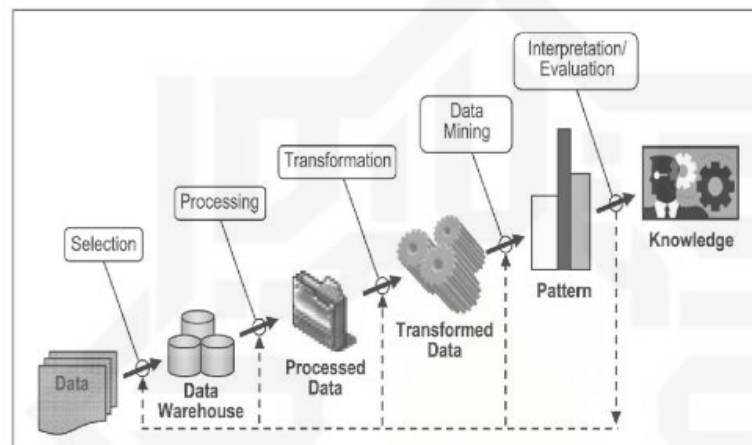 Interpretation/
Evaluation
Data
Mining
Transformation
Processing
Selection
Knowledge
Pattern
Transformed
Data
Processed
Data
Data
Warehouse
Data